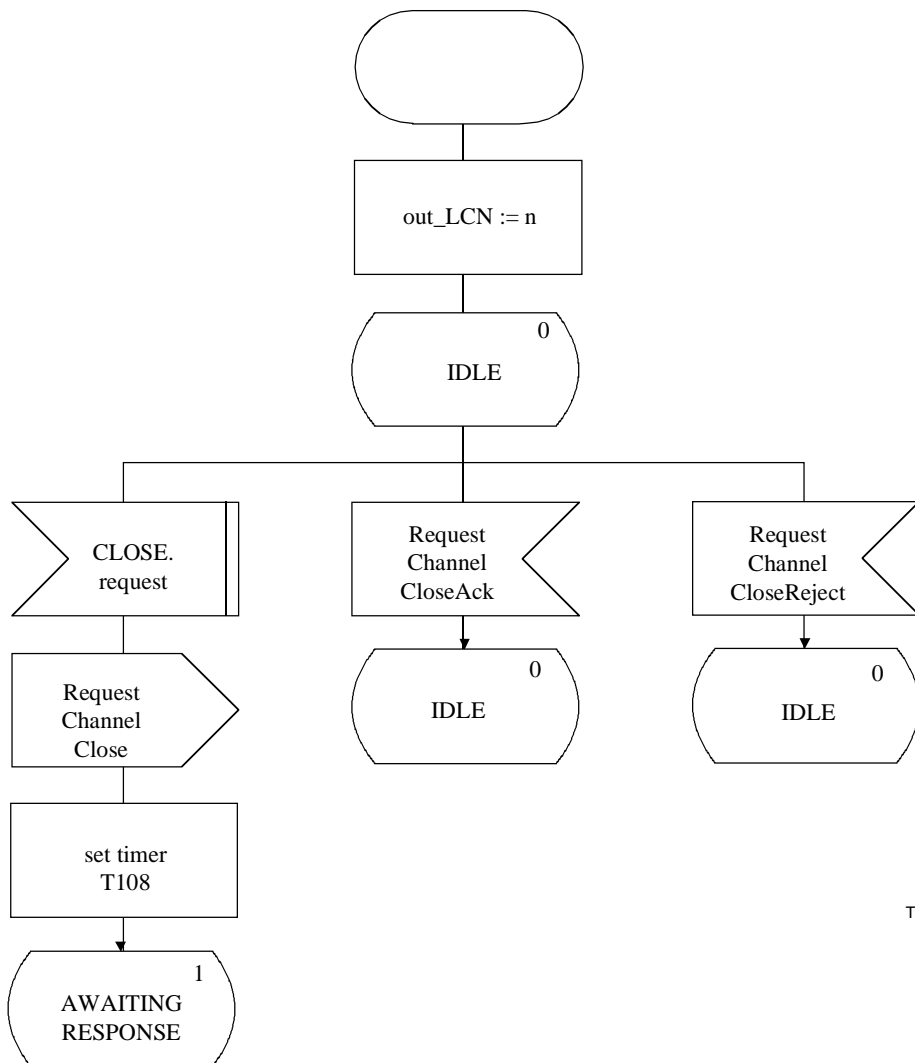 out_LCN := n
0
IDLE
CLOSE.
request
Request
Channel
CloseAck
Request
Channel
CloseReject
Request
Channel
Close
0
IDLE
0
IDLE
set timer
T108
T
1
AWAITING
RESPONSE